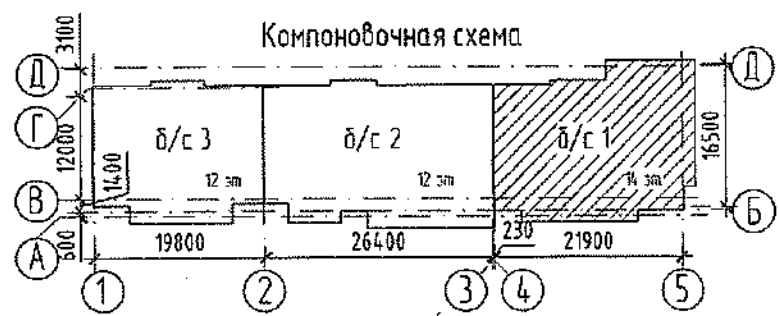 Компоновочная схема
3100
Д
Д
Г
12000
б/с 3
б/с 2
б/с 1
16500
1400
12 эт
12 эт
14 эт
В
Б
А
600
19800
26400
230
21900
1
2
3
4
5